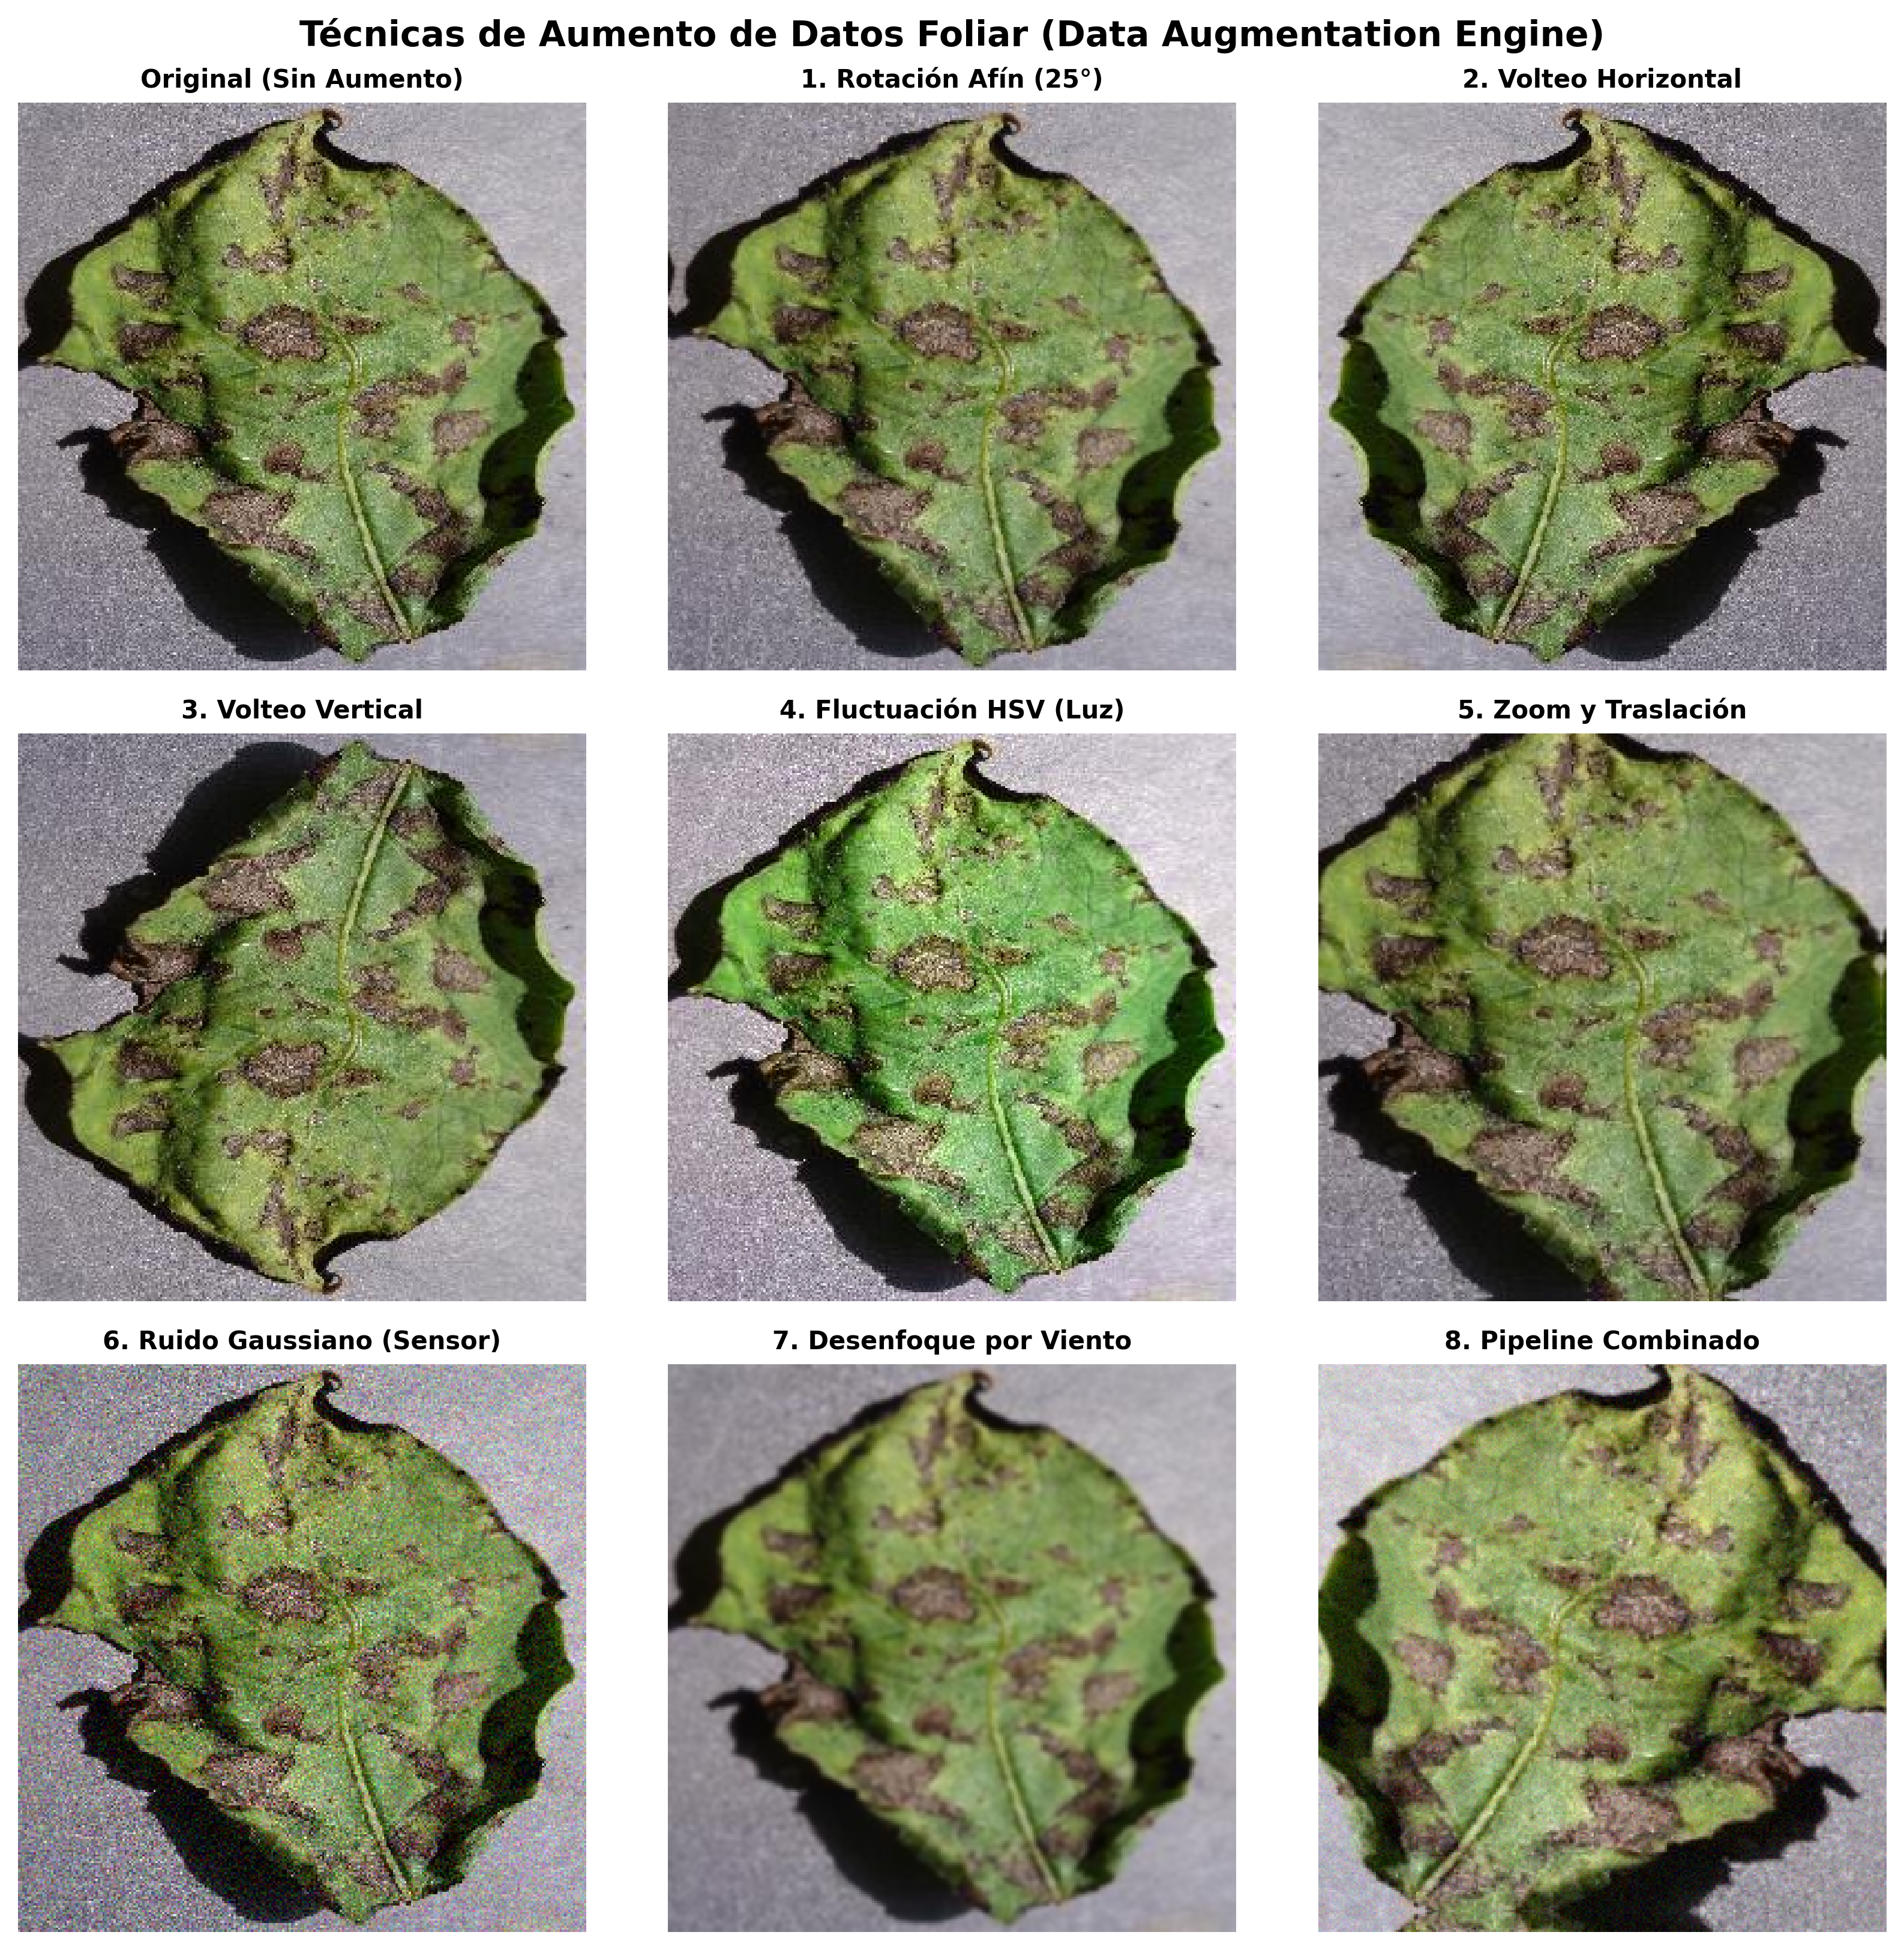 Técnicas de Aumento de Datos Foliar (Data Augmentation Engine)
Original (Sin Aumento)
1. Rotación Afín (25°)
2. Volteo Horizontal
3. Volteo Vertical
4. Fluctuación HSV (Luz)
5. Zoom y Traslación
6. Ruido Gaussiano (Sensor)
7. Desenfoque por Viento
8. Pipeline Combinado